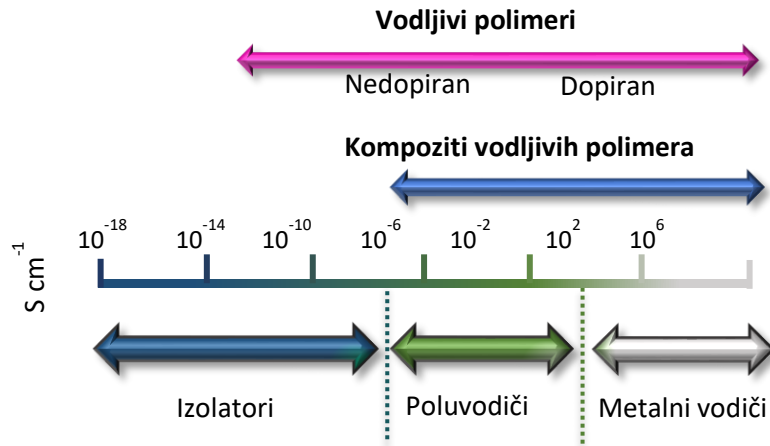 Vodljivi polimeri
Nedopiran Dopiran
Kompoziti vodljivih polimera
10⁻¹⁸ 10⁻¹⁴ 10⁻¹⁰ 10⁻⁶ 10⁻² 10² 10⁶
S cm⁻¹
Izolatori Poluvodiči Metalni vodiči